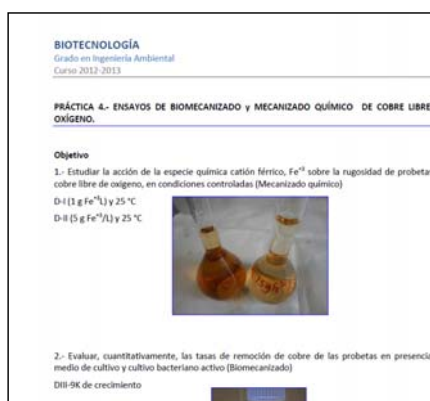 BIOTECNOLOGÍA
Grado en Ingeniería Ambiental
Curso 2012-2013
PRÁCTICA 4.- ENSAYOS DE BIOMECANIZADO y MECANIZADO QUÍMICO DE COBRE LIBRE
OXÍGENO.
Objetivo
1.- Estudiar la acción de la especie química catión férrico, Fe⁺³ sobre la rugosidad de probetas
cobre libre de oxigeno, en condiciones controladas (Mecanizado químico)
D-I (1 g Fe⁺³L) y 25 °C
D-II (5 g Fe⁺³/L) y 25 °C
2.- Evaluar, cuantitativamente, las tasas de remoción de cobre de las probetas en presencia
medio de cultivo y cultivo bacteriano activo (Biomecanizado)
DIII-9K de crecimiento